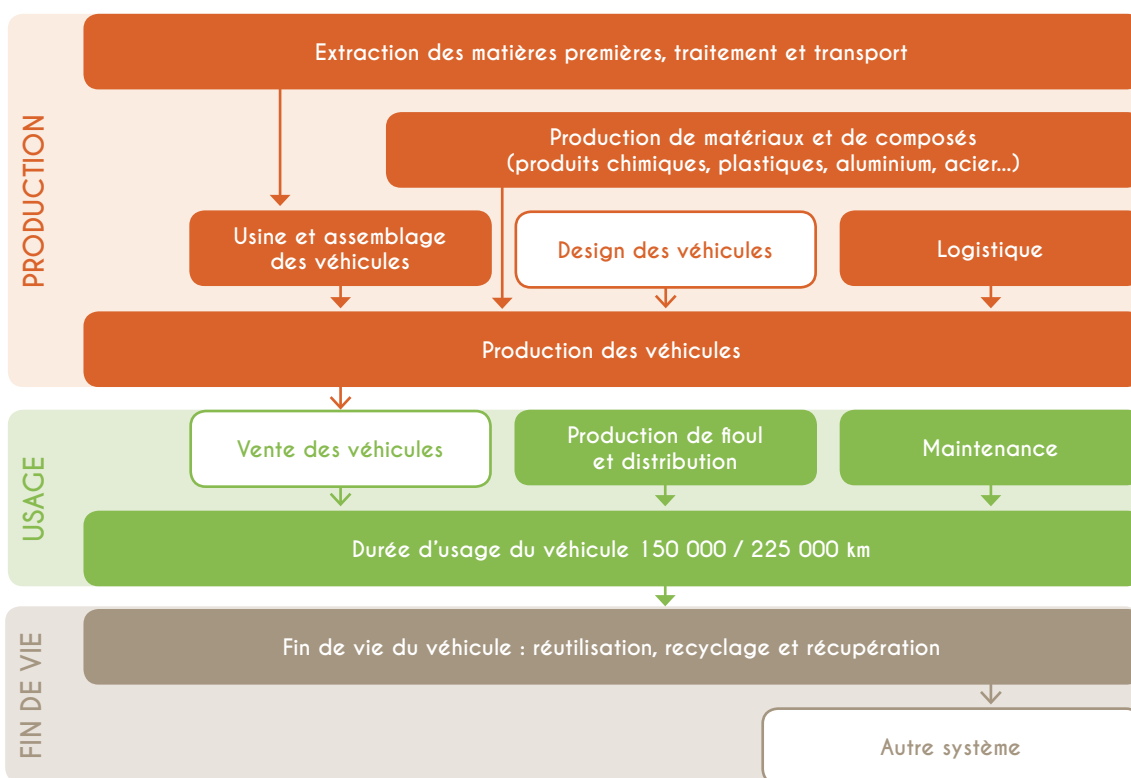 PRODUCTION
Extraction des matières premières, traitement et transport
Production de matériaux et de composés
(produits chimiques, plastiques, aluminium, acier...)
Usine et assemblage
des véhicules
Design des véhicules
Logistique
Production des véhicules
USAGE
Vente des véhicules
Production de fioul
et distribution
Maintenance
Durée d'usage du véhicule 150 000 / 225 000 km
FIN DE VIE
Fin de vie du véhicule : réutilisation, recyclage et récupération
Autre système